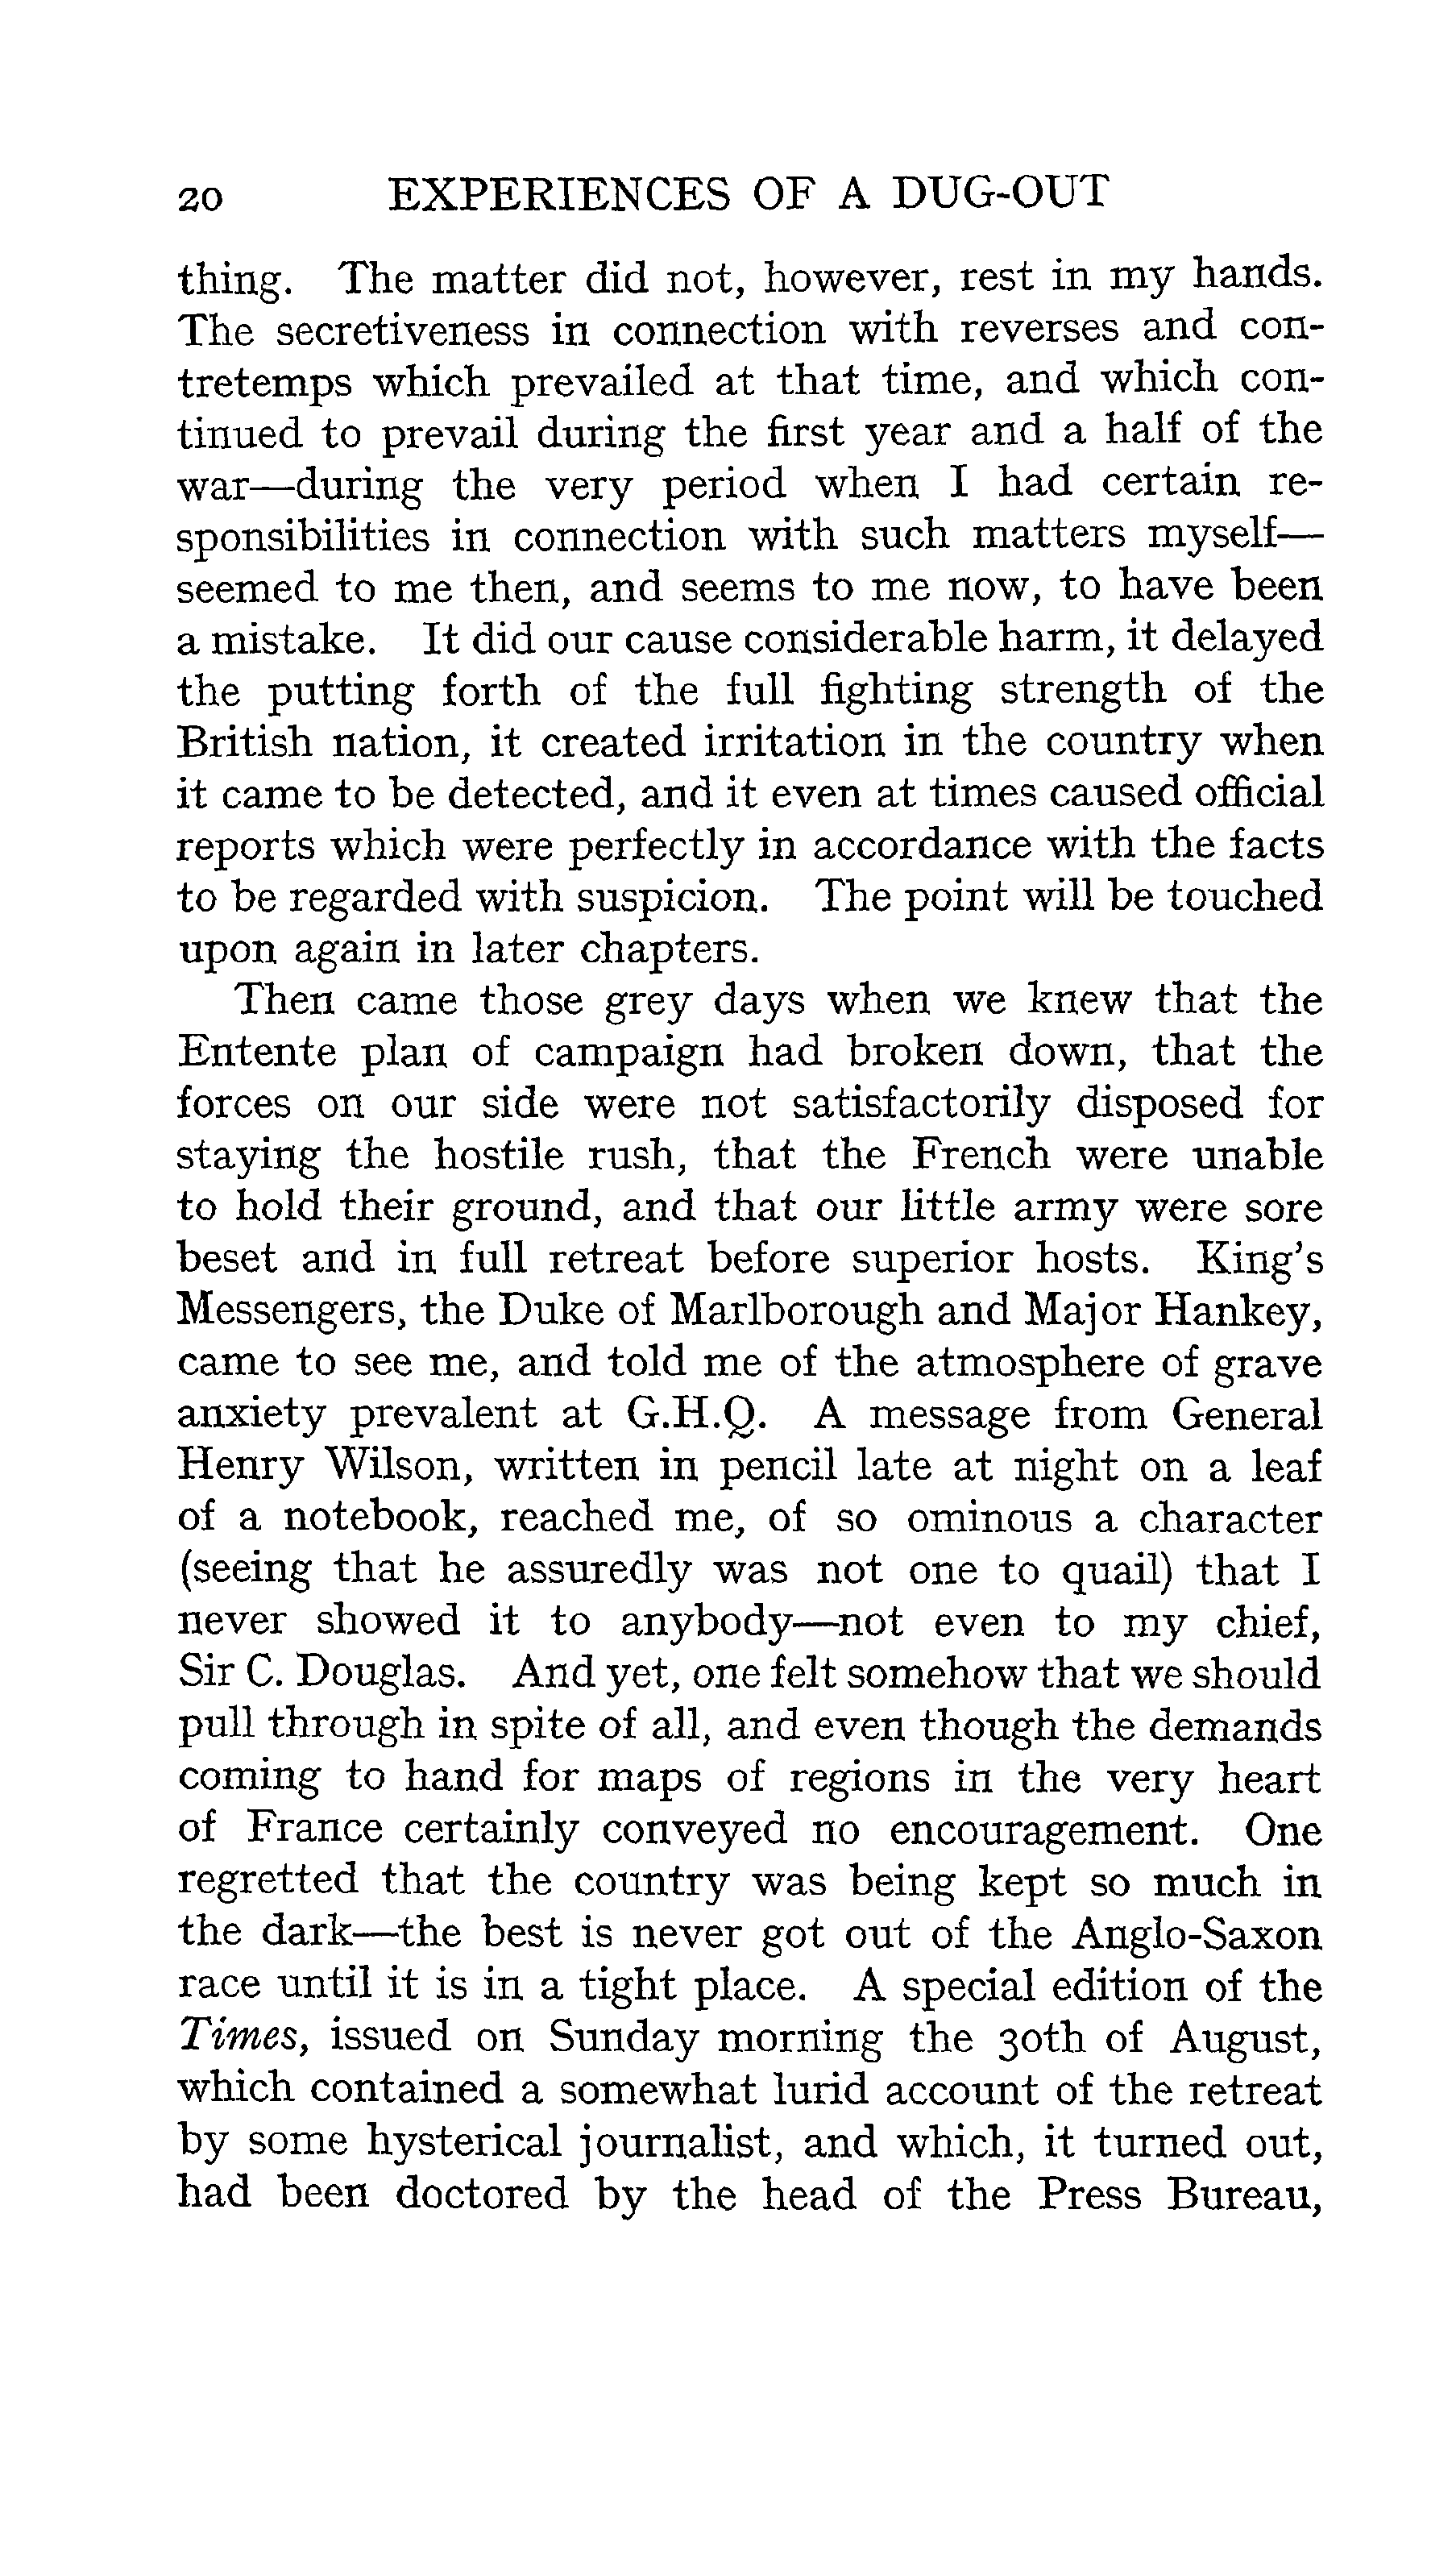 20 EXPERIENCES OF A DUG-OUT
thing. The matter did not, however, rest in my hands.
The secretiveness in connection with reverses and con-
tretemps which prevailed at that time, and which con-
tinued to prevail during the first year and a half of the
war—during the very period when I had certain re-
sponsibilities in connection with such matters myself—
seemed to me then, and seems to me now, to have been
a mistake. It did our cause considerable harm, it delayed
the putting forth of the full fighting strength of the
British nation, it created irritation in the country when
it came to be detected, and it even at times caused official
reports which were perfectly in accordance with the facts
to be regarded with suspicion. The point will be touched
upon again in later chapters.
Then came those grey days when we knew that the
Entente plan of campaign had broken down, that the
forces on our side were not satisfactorily disposed for
staying the hostile rush, that the French were unable
to hold their ground, and that our little army were sore
beset and in full retreat before superior hosts. King's
Messengers, the Duke of Marlborough and Major Hankey,
came to see me, and told me of the atmosphere of grave
anxiety prevalent at G.H.Q. A message from General
Henry Wilson, written in pencil late at night on a leaf
of a notebook, reached me, of so ominous a character
(seeing that he assuredly was not one to quail) that I
never showed it to anybody—not even to my chief,
Sir C. Douglas. And yet, one felt somehow that we should
pull through in spite of all, and even though the demands
coming to hand for maps of regions in the very heart
of France certainly conveyed no encouragement. One
regretted that the country was being kept so much in
the dark—the best is never got out of the Anglo-Saxon
race until it is in a tight place. A special edition of the
Times, issued on Sunday morning the 30th of August,
which contained a somewhat lurid account of the retreat
by some hysterical journalist, and which, it turned out,
had been doctored by the head of the Press Bureau,